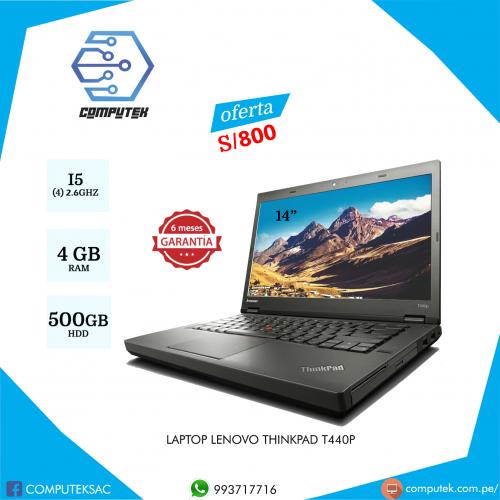 COMPUTEK
oferta
S/800
I5
(4) 2.6GHZ
4 GB
RAM
500GB
HDD
6 meses
GARANTIA
14”
ThinkPad
LAPTOP LENOVO THINKPAD T440P
COMPUTEKSAC
993717716
computek.com.pe/